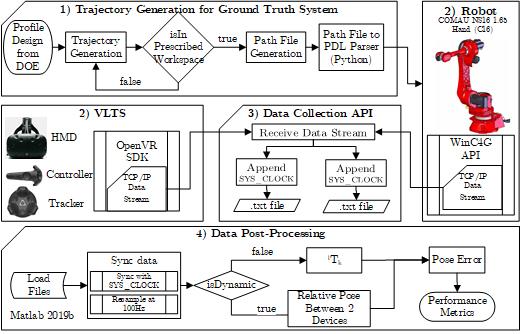 1) Trajectory Generation for Ground Truth System
Profile
Design
from
DOE
Trajectory
Generation
isIn
Prescribed
Workspace
true
false
Path File
Generation
Path File to
PDL Parser
(Python)
2) Robot
COMAU NS16 1.65
Hand (C16)
WinC4G
API
TCP/IP
Data
Stream
2) VLTS
HMD
Controller
Tracker
OpenVR
SDK
TCP/IP
Data
Stream
3) Data Collection API
Receive Data Stream
Append
SYS_CLOCK
.txt file
Append
SYS_CLOCK
.txt file
4) Data Post-Processing
Load
Files
Matlab 2019b
Sync data
Sync with
SYS_CLOCK
Resample at
100Hz
isDynamic
false
true
Relative Pose
Between 2
Devices
Pose Error
Performance
Metrics